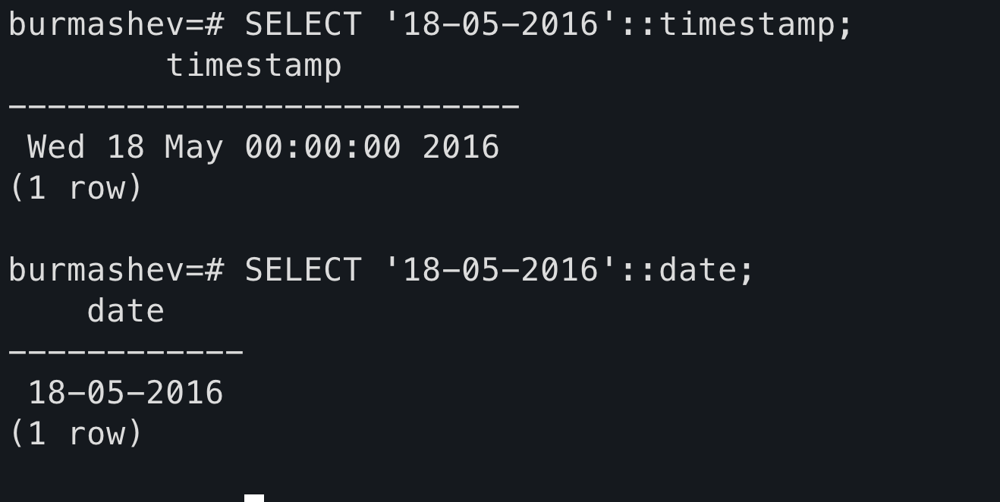 burmashev=# SELECT '18-05-2016'::timestamp;
        timestamp
--------------------------
 Wed 18 May 00:00:00 2016
(1 row)

burmashev=# SELECT '18-05-2016'::date;
    date
------------
 18-05-2016
(1 row)